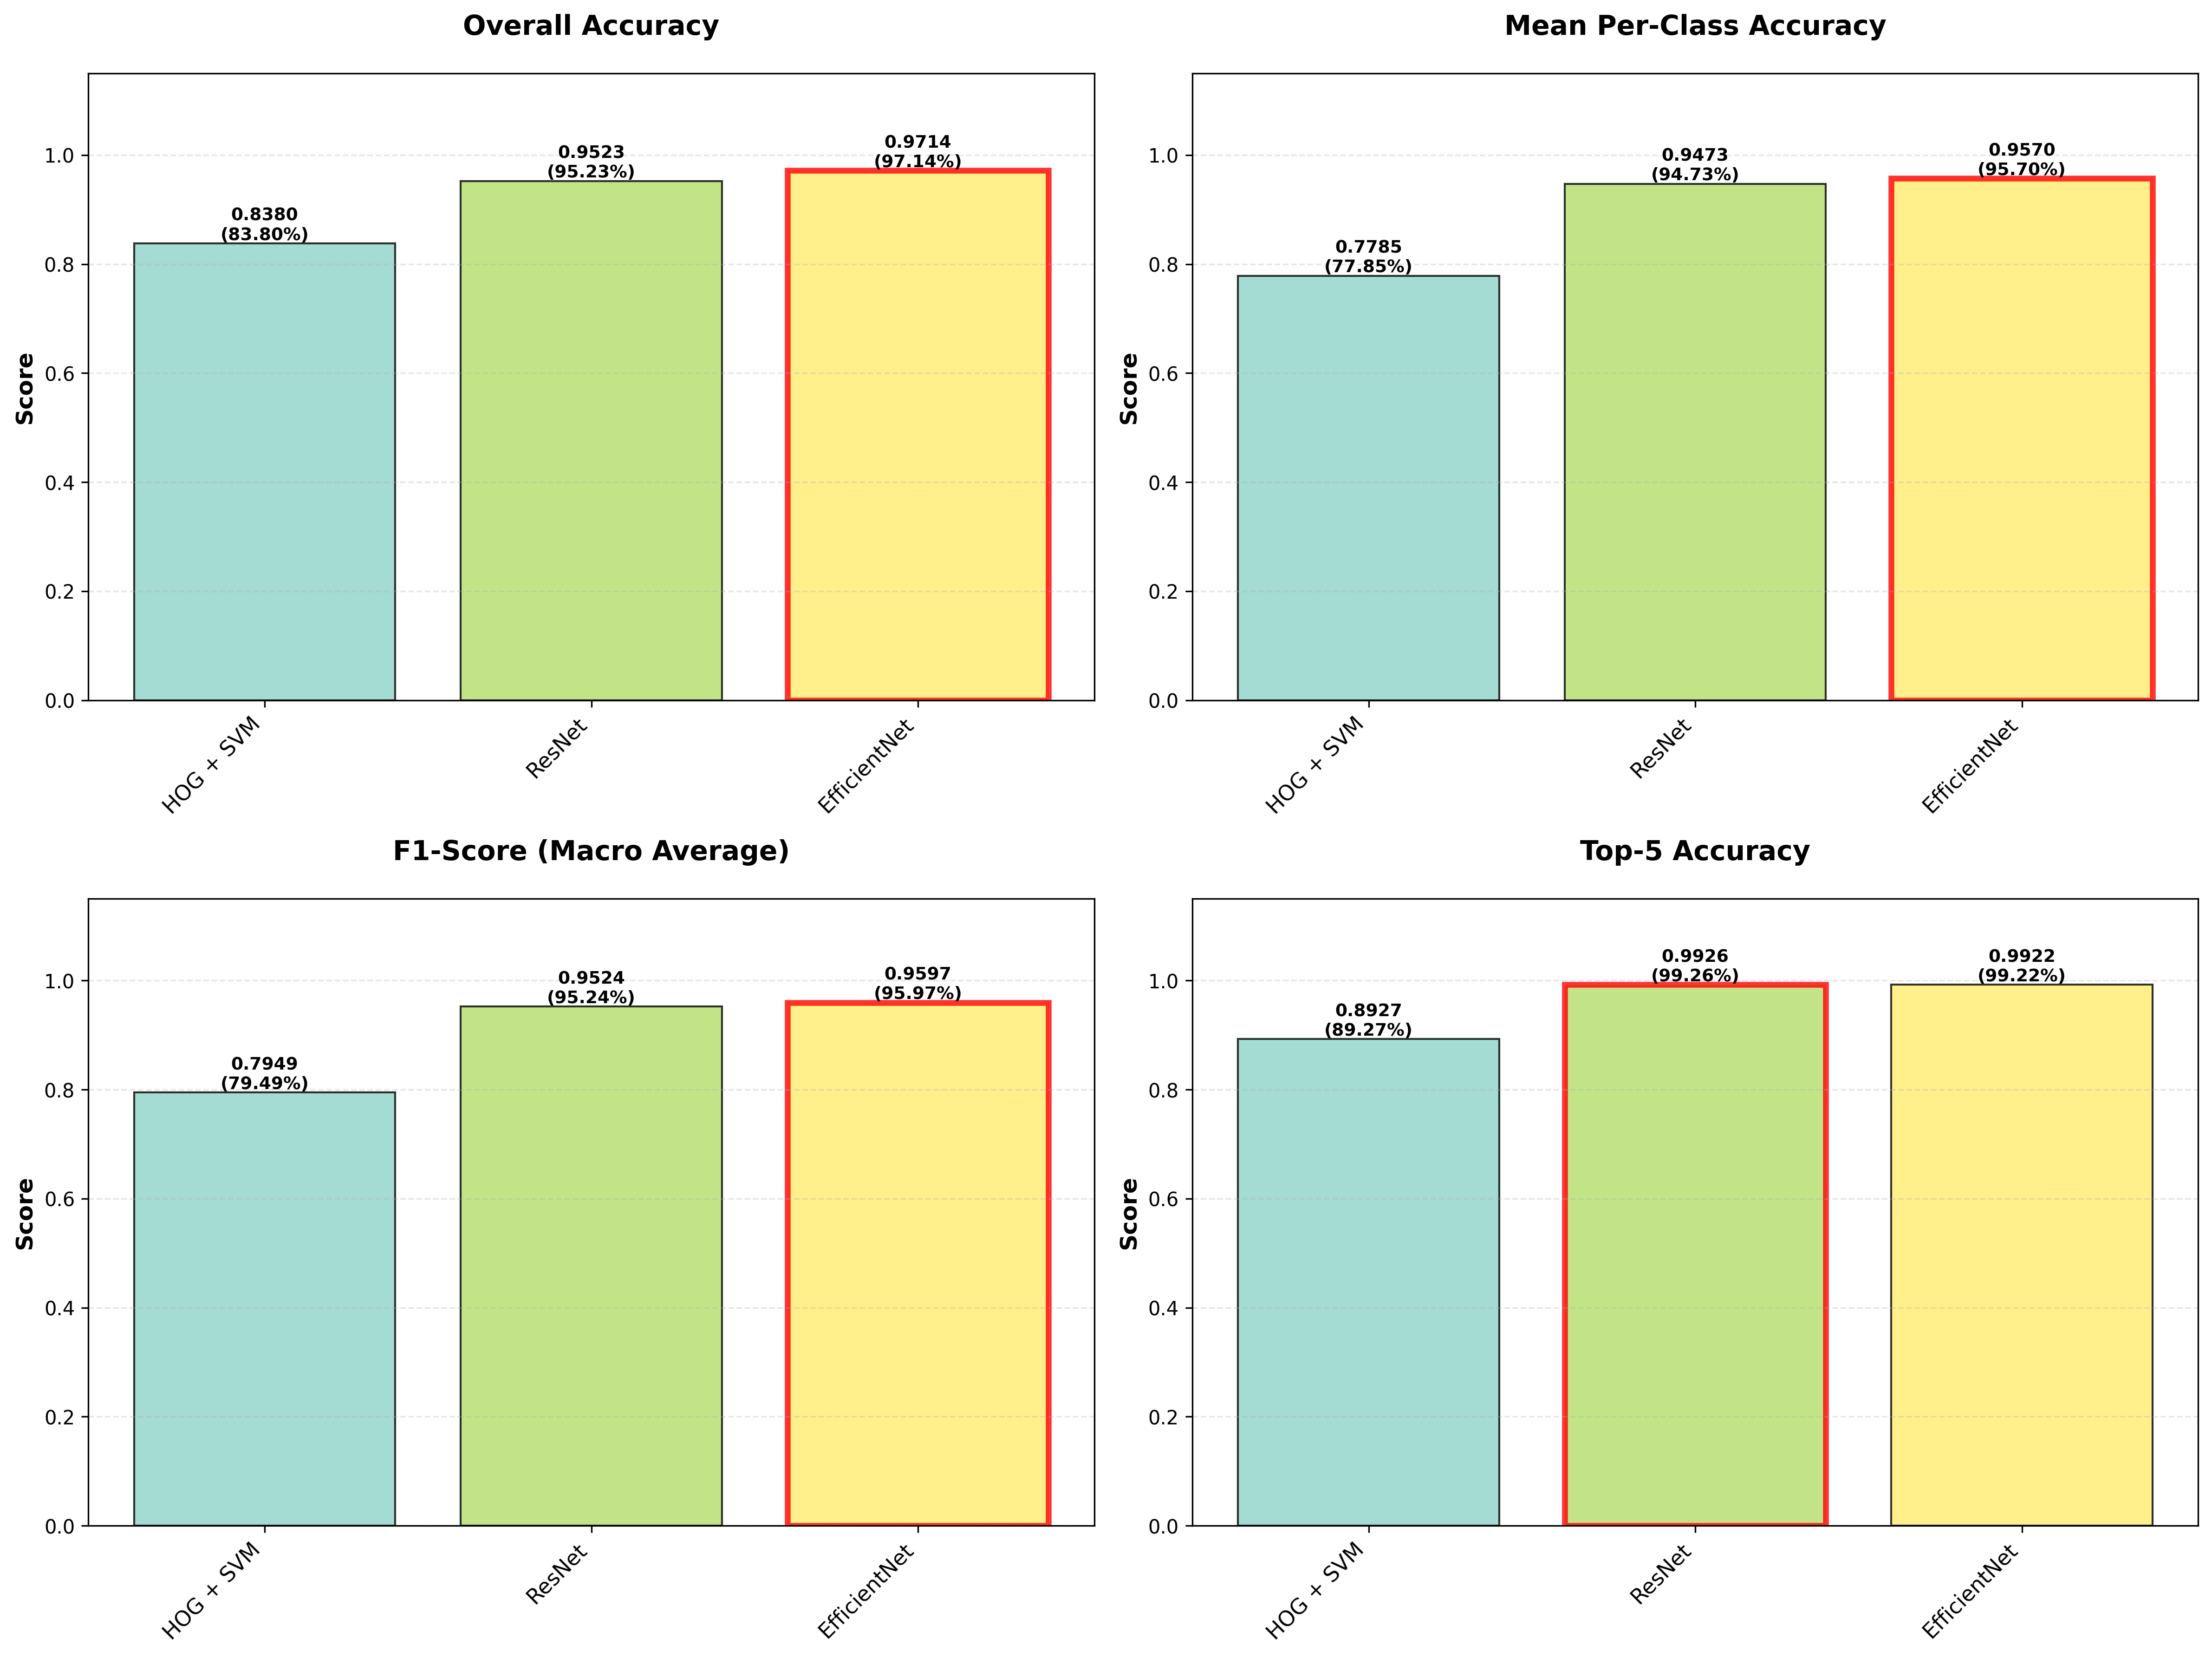 Overall Accuracy
Score
1.0
0.8
0.6
0.4
0.2
0.0
0.8380
(83.80%)
0.9523
(95.23%)
0.9714
(97.14%)
HOG + SVM
ResNet
EfficientNet
Mean Per-Class Accuracy
Score
1.0
0.8
0.6
0.4
0.2
0.0
0.7785
(77.85%)
0.9473
(94.73%)
0.9570
(95.70%)
HOG + SVM
ResNet
EfficientNet
F1-Score (Macro Average)
Score
1.0
0.8
0.6
0.4
0.2
0.0
0.7949
(79.49%)
0.9524
(95.24%)
0.9597
(95.97%)
HOG + SVM
ResNet
EfficientNet
Top-5 Accuracy
Score
1.0
0.8
0.6
0.4
0.2
0.0
0.8927
(89.27%)
0.9926
(99.26%)
0.9922
(99.22%)
HOG + SVM
ResNet
EfficientNet